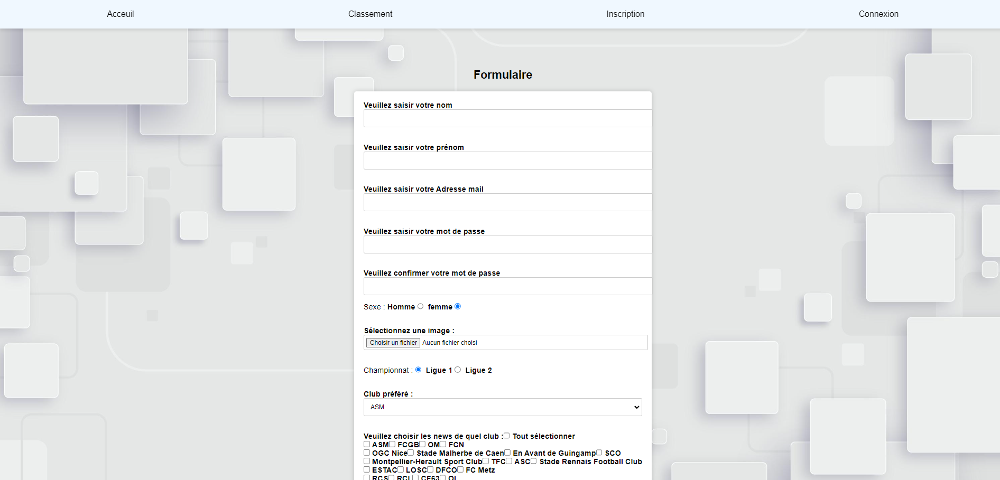 Acceuil Classement Inscription Connexion
Formulaire
Veuillez saisir votre nom
Veuillez saisir votre prénom
Veuillez saisir votre Adresse mail
Veuillez saisir votre mot de passe
Veuillez confirmer votre mot de passe
Sexe : Homme femme
Sélectionnez une image :
Choisir un fichier Aucun fichier choisi
Championnat : Ligue 1 Ligue 2
Club préféré :
ASM
Veuillez choisir les news de quel club : Tout sélectionner
ASM FCGB OM FCN
OGC Nice Stade Malherbe de Caen En Avant de Guingamp SCO
Montpellier-Herault Sport Club TFC ASC Stade Rennais Football Club
ESTAC LOSC DFCO FC Metz
RCS RCL CF63 OL